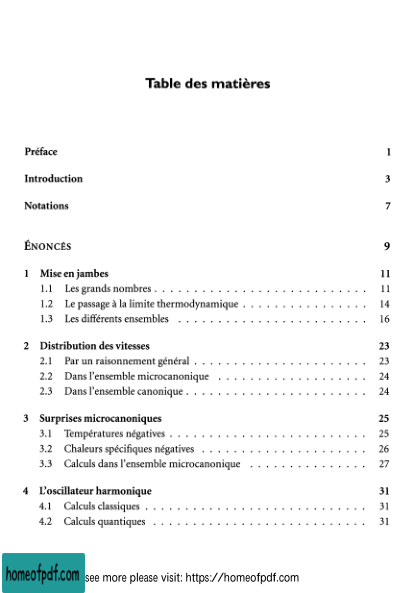 Table des matières
Préface 1
Introduction 3
Notations 7
ÉNONCÉS 9
1 Mise en jambes 11
1.1 Les grands nombres . . . . . . . . . . . . . . . . . . . . . . . . . . 11
1.2 Le passage à la limite thermodynamique . . . . . . . . . . . . . . . 14
1.3 Les différents ensembles . . . . . . . . . . . . . . . . . . . . . . . 16
2 Distribution des vitesses 23
2.1 Par un raisonnement général . . . . . . . . . . . . . . . . . . . . . 23
2.2 Dans l'ensemble microcanonique . . . . . . . . . . . . . . . . . . . 24
2.3 Dans l'ensemble canonique . . . . . . . . . . . . . . . . . . . . . . 24
3 Surprises microcanoniques 25
3.1 Températures négatives . . . . . . . . . . . . . . . . . . . . . . . . 25
3.2 Chaleurs spécifiques négatives . . . . . . . . . . . . . . . . . . . . 26
3.3 Calculs dans l'ensemble microcanonique . . . . . . . . . . . . . . 27
4 L'oscillateur harmonique 31
4.1 Calculs classiques . . . . . . . . . . . . . . . . . . . . . . . . . . . 31
4.2 Calculs quantiques . . . . . . . . . . . . . . . . . . . . . . . . . . 31
homeofpdf.com see more please visit: https://homeofpdf.com